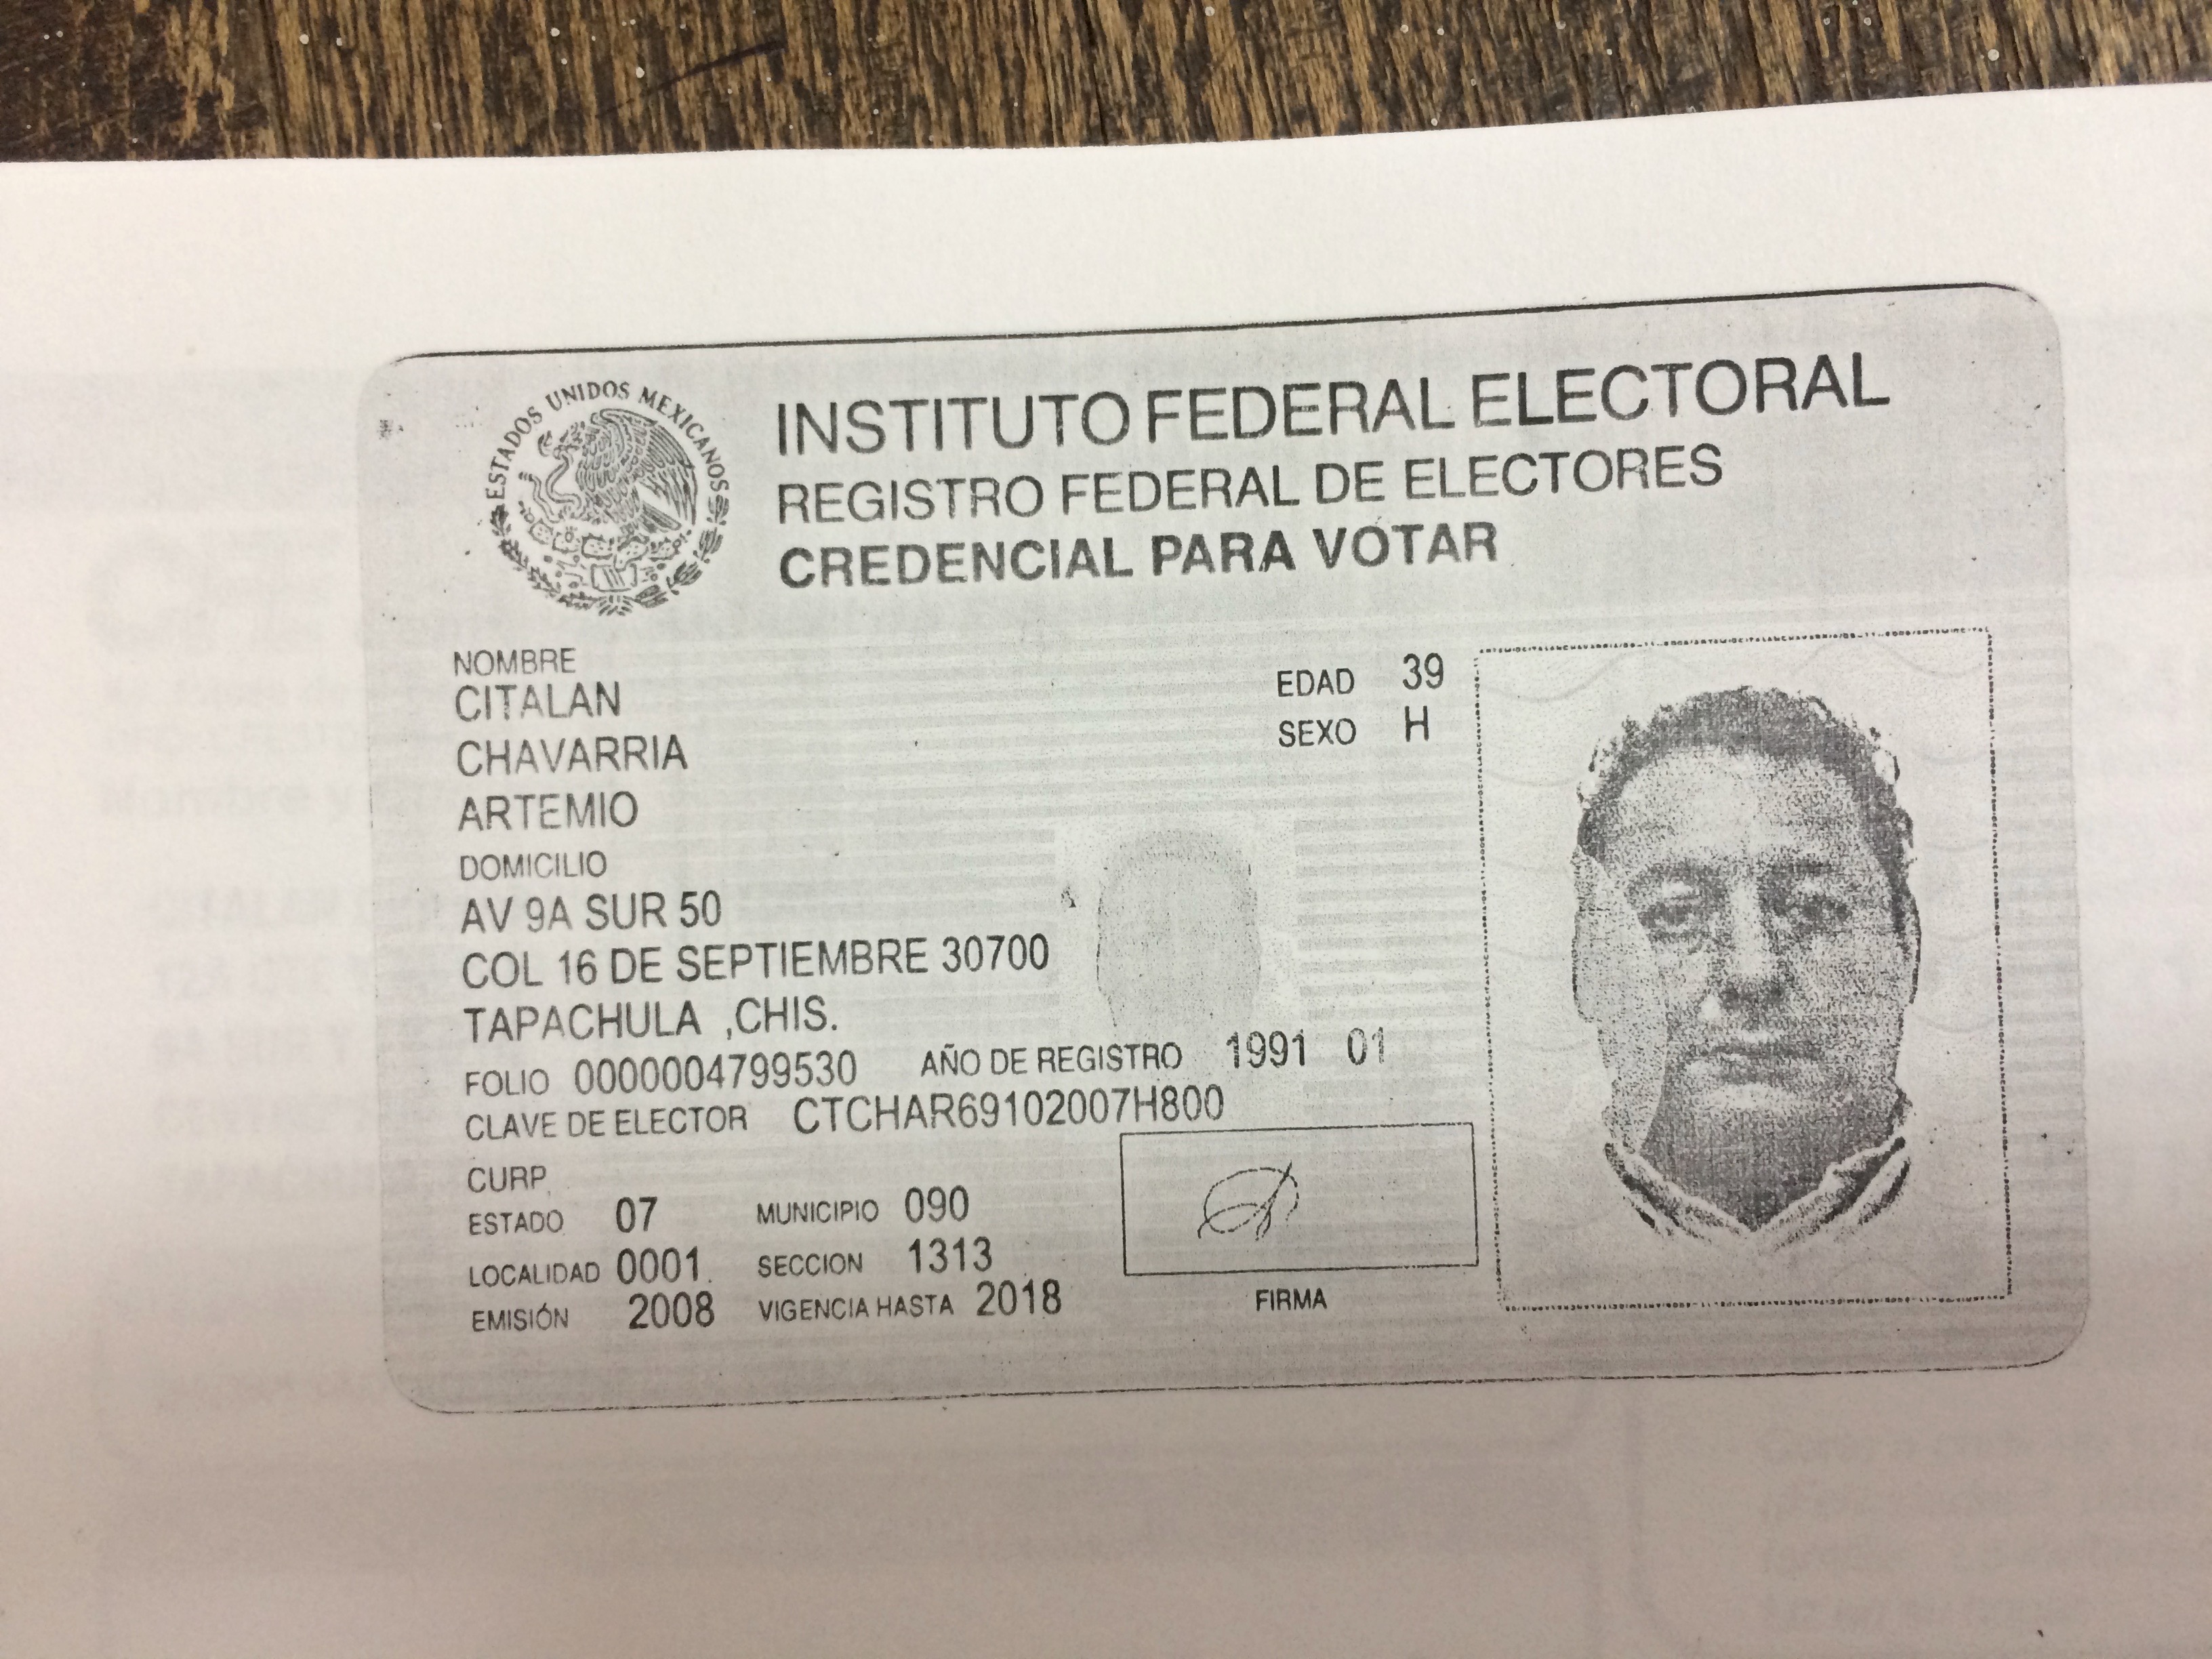 ESTADOS UNIDOS MEXICANOS
INSTITUTO FEDERAL ELECTORAL
REGISTRO FEDERAL DE ELECTORES
CREDENCIAL PARA VOTAR
NOMBRE
CITALAN
CHAVARRIA
ARTEMIO
EDAD 39
SEXO H
DOMICILIO
AV 9A SUR 50
COL 16 DE SEPTIEMBRE 30700
TAPACHULA ,CHIS.
FOLIO 0000004799530 AÑO DE REGISTRO 1991 01
CLAVE DE ELECTOR CTCHAR69102007H800
CURP
ESTADO 07 MUNICIPIO 090
LOCALIDAD 0001 SECCION 1313
EMISIÓN 2008 VIGENCIA HASTA 2018
FIRMA